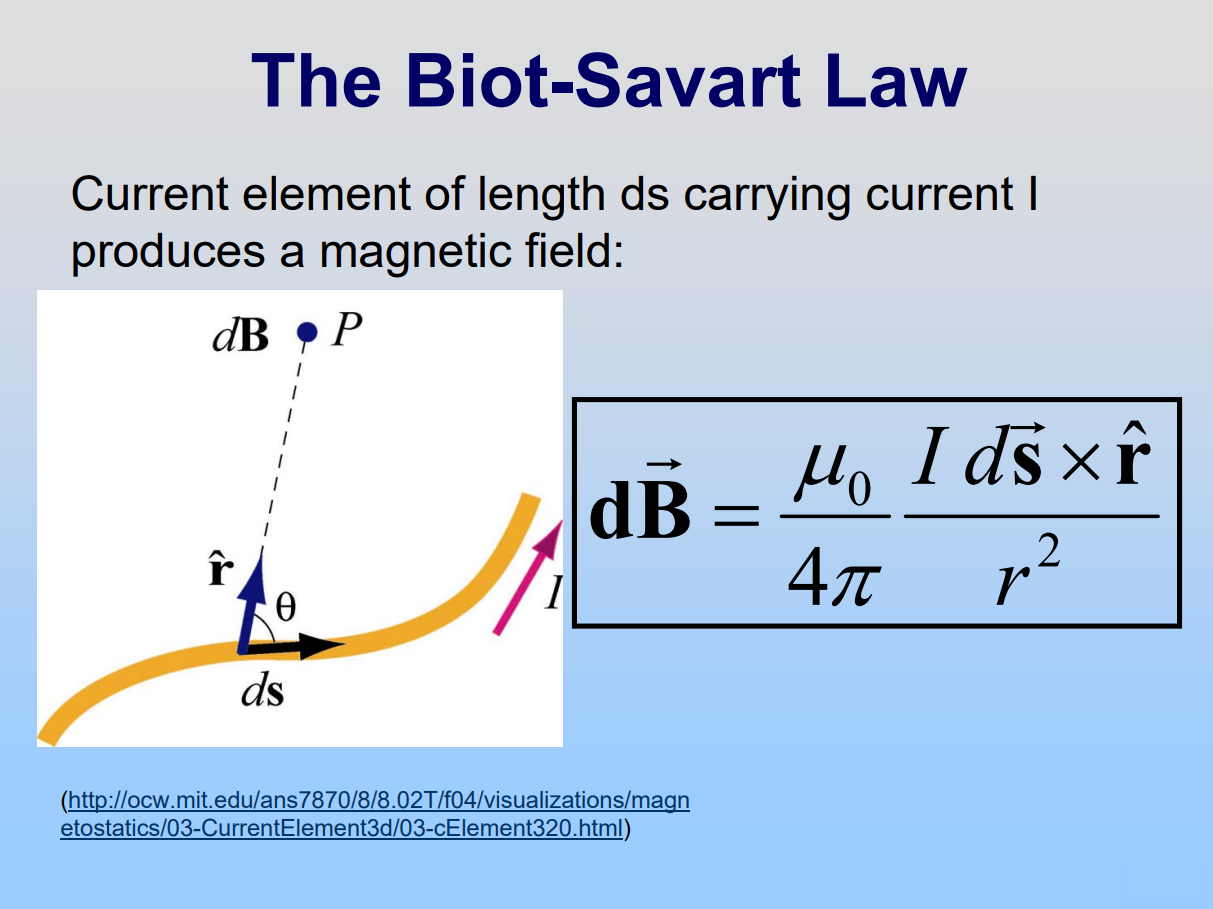 The Biot-Savart Law
Current element of length ds carrying current I
produces a magnetic field:
dB P
r̂
θ
I
ds
dB⃗ = μ₀/4π I ds⃗ × r̂ / r²
(http://ocw.mit.edu/ans7870/8/8.02T/f04/visualizations/magn
etostatics/03-CurrentElement3d/03-cElement320.html)